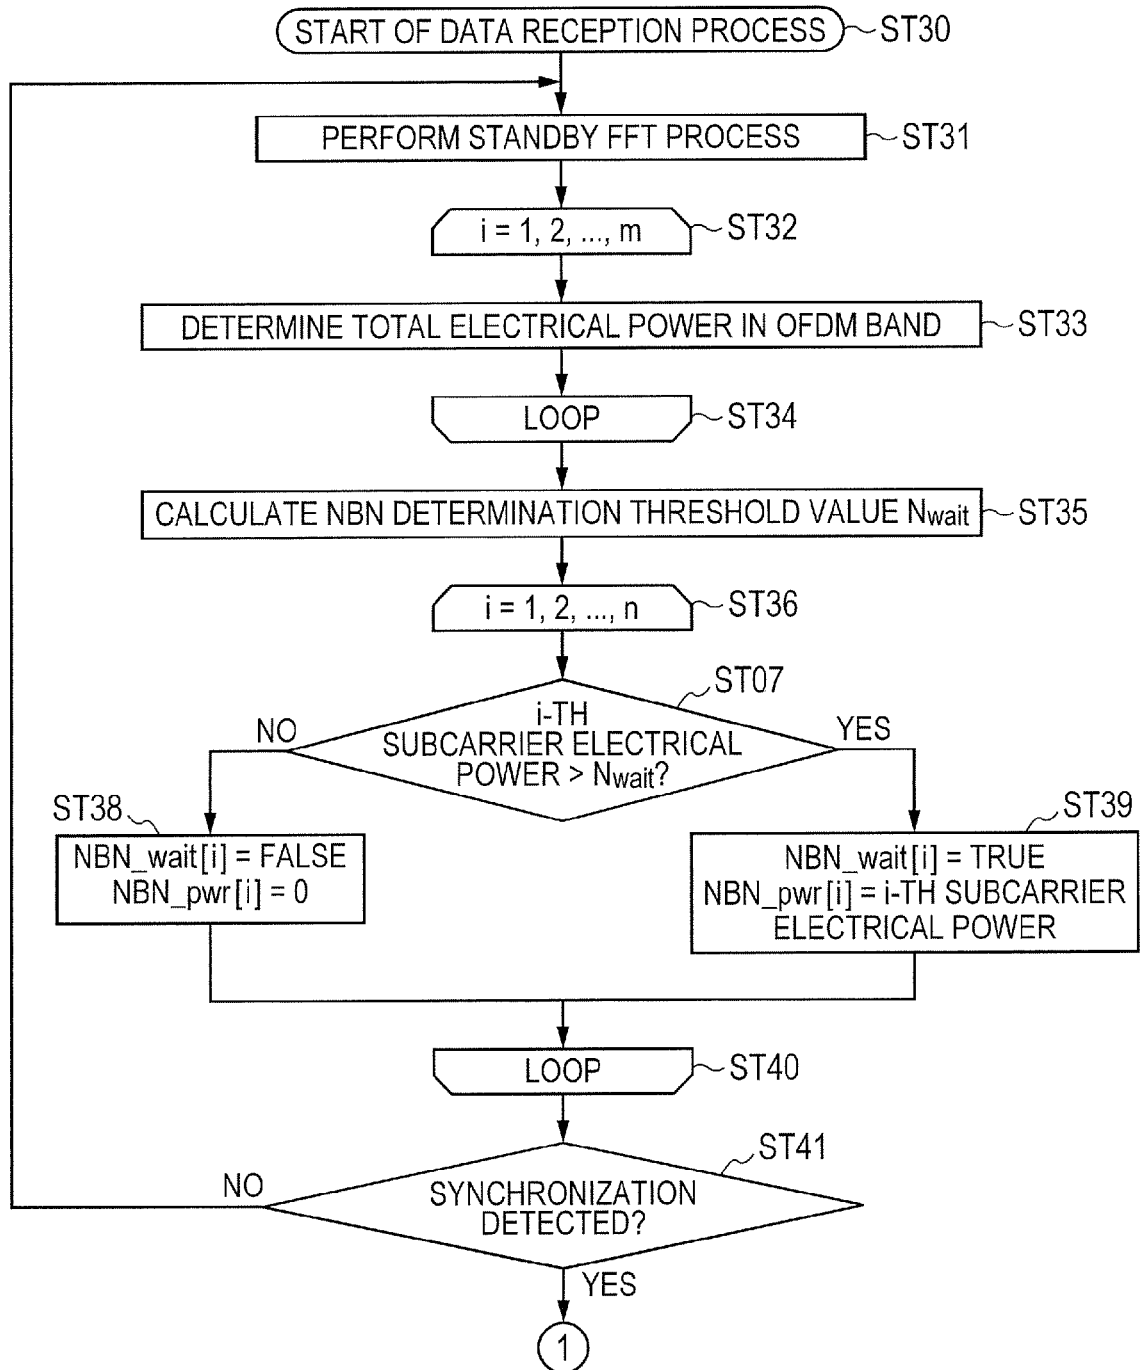 START OF DATA RECEPTION PROCESS
ST30
PERFORM STANDBY FFT PROCESS
ST31
i = 1, 2, ..., m
ST32
DETERMINE TOTAL ELECTRICAL POWER IN OFDM BAND
ST33
LOOP
ST34
CALCULATE NBN DETERMINATION THRESHOLD VALUE Nwait
ST35
i = 1, 2, ..., n
ST36
ST07
i-TH
SUBCARRIER ELECTRICAL
POWER > Nwait?
NO
YES
ST38
NBN_wait[i] = FALSE
NBN_pwr[i] = 0
ST39
NBN_wait[i] = TRUE
NBN_pwr[i] = i-TH SUBCARRIER
ELECTRICAL POWER
LOOP
ST40
ST41
NO
SYNCHRONIZATION
DETECTED?
YES
1